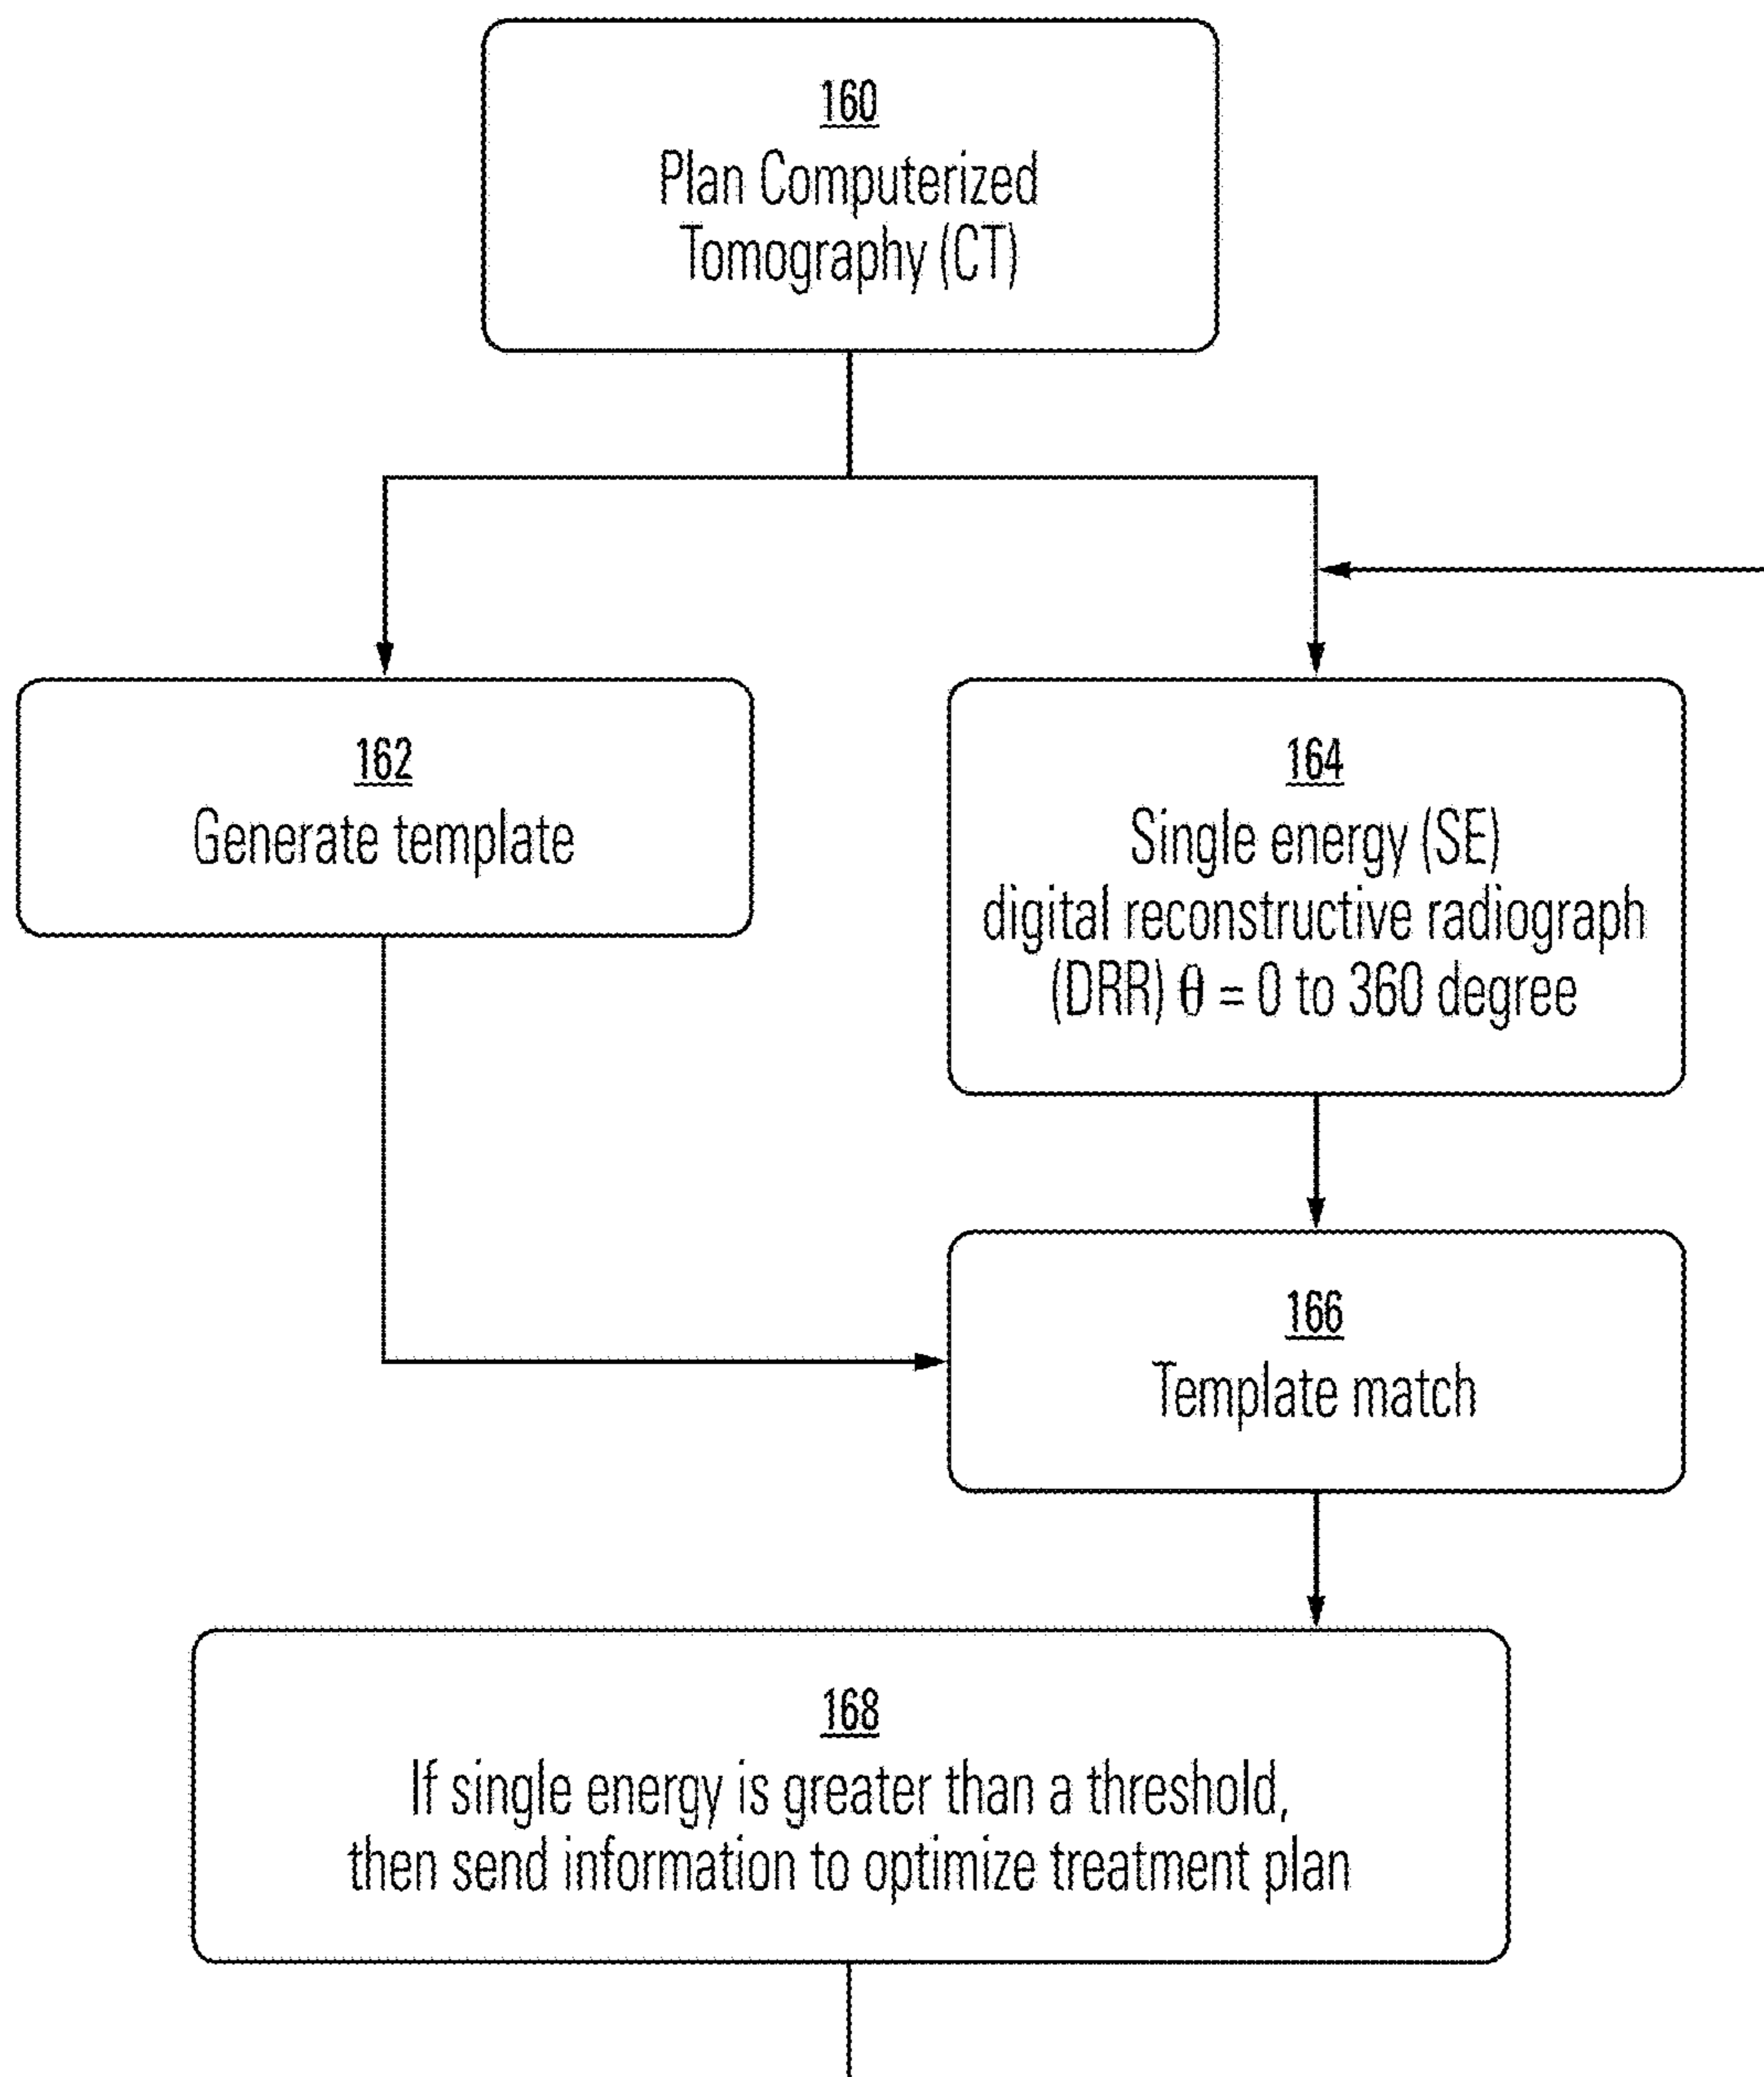 160
Plan Computerized
Tomography (CT)
162
Generate template
164
Single energy (SE)
digital reconstructive radiograph
(DRR) θ = 0 to 360 degree
166
Template match
168
If single energy is greater than a threshold,
then send information to optimize treatment plan